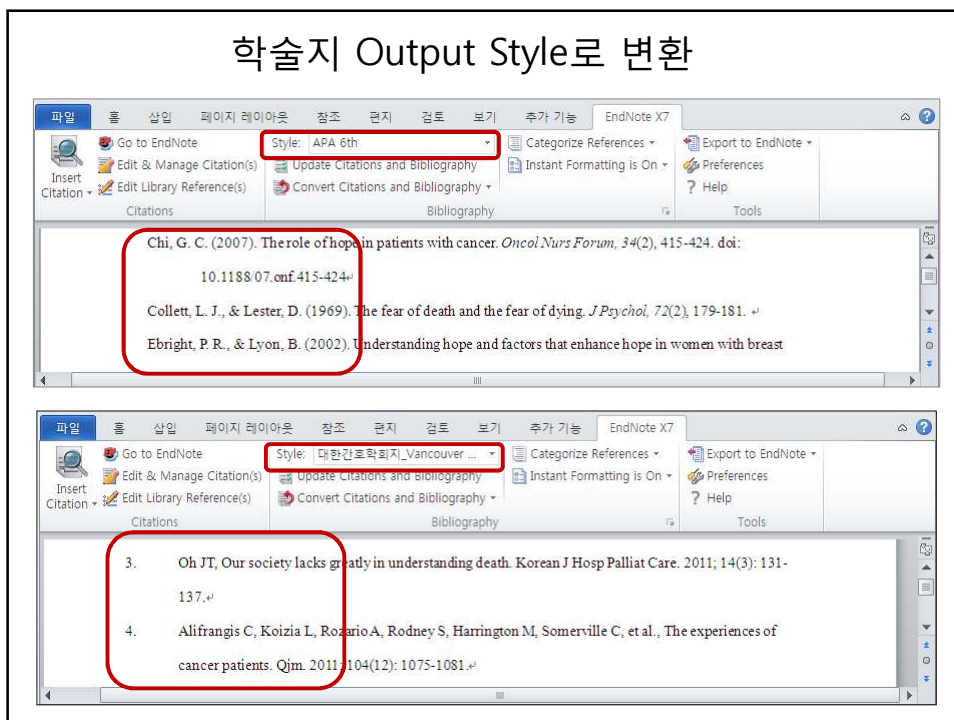 학술지 Output Style로 변환
파일 홈 삽입 페이지 레이아웃 참조 편지 검토 보기 추가 기능 EndNote X7
Insert Citation
Go to EndNote
Edit & Manage Citation(s)
Edit Library Reference(s)
Citations
Style: APA 6th
Update Citations and Bibliography
Convert Citations and Bibliography
Bibliography
Categorize References
Instant Formatting is On
Export to EndNote
Preferences
? Help
Tools
Chi, G. C. (2007). The role of hope in patients with cancer. Oncol Nurs Forum, 34(2), 415-424. doi:
10.1188/07.onf.415-424
Collett, L. J., & Lester, D. (1969). The fear of death and the fear of dying. J Psychol, 72(2), 179-181.
Ebright, P. R., & Lyon, B. (2002). Understanding hope and factors that enhance hope in women with breast
파일 홈 삽입 페이지 레이아웃 참조 편지 검토 보기 추가 기능 EndNote X7
Insert Citation
Go to EndNote
Edit & Manage Citation(s)
Edit Library Reference(s)
Citations
Style: 대한간호학회지_Vancouver ...
Update Citations and Bibliography
Convert Citations and Bibliography
Bibliography
Categorize References
Instant Formatting is On
Export to EndNote
Preferences
? Help
Tools
3. Oh JT, Our society lacks greatly in understanding death. Korean J Hosp Palliat Care. 2011; 14(3): 131-
137.
4. Alifrangis C, Koizia L, Rozario A, Rodney S, Harrington M, Somerville C, et al., The experiences of
cancer patients. Qjm. 2011; 104(12): 1075-1081.